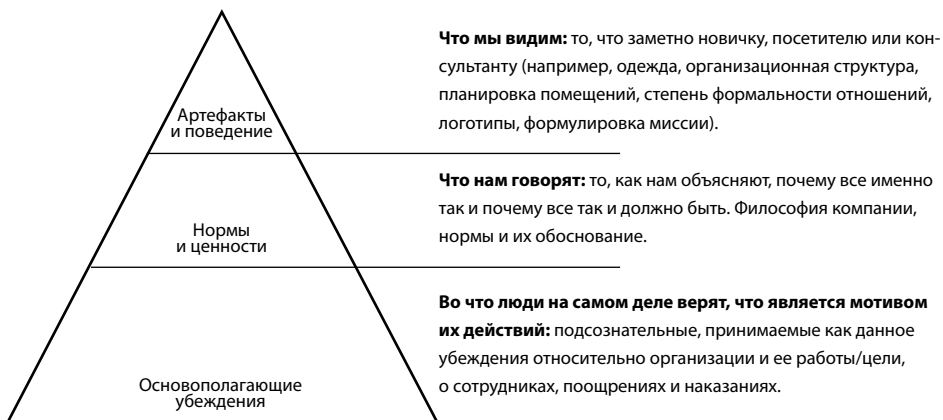 Что мы видим: то, что заметно новичку, посетителю или кон-
сультанту (например, одежда, организационная структура,
планировка помещений, степень формальности отношений,
логотипы, формулировка миссии).
Артефакты
и поведение
Что нам говорят: то, как нам объясняют, почему все именно
так и почему все так и должно быть. Философия компании,
нормы и их обоснование.
Нормы
и ценности
Во что люди на самом деле верят, что является мотивом
их действий: подсознательные, принимаемые как данное
убеждения относительно организации и ее работы/цели,
о сотрудниках, поощрениях и наказаниях.
Основополагающие
убеждения